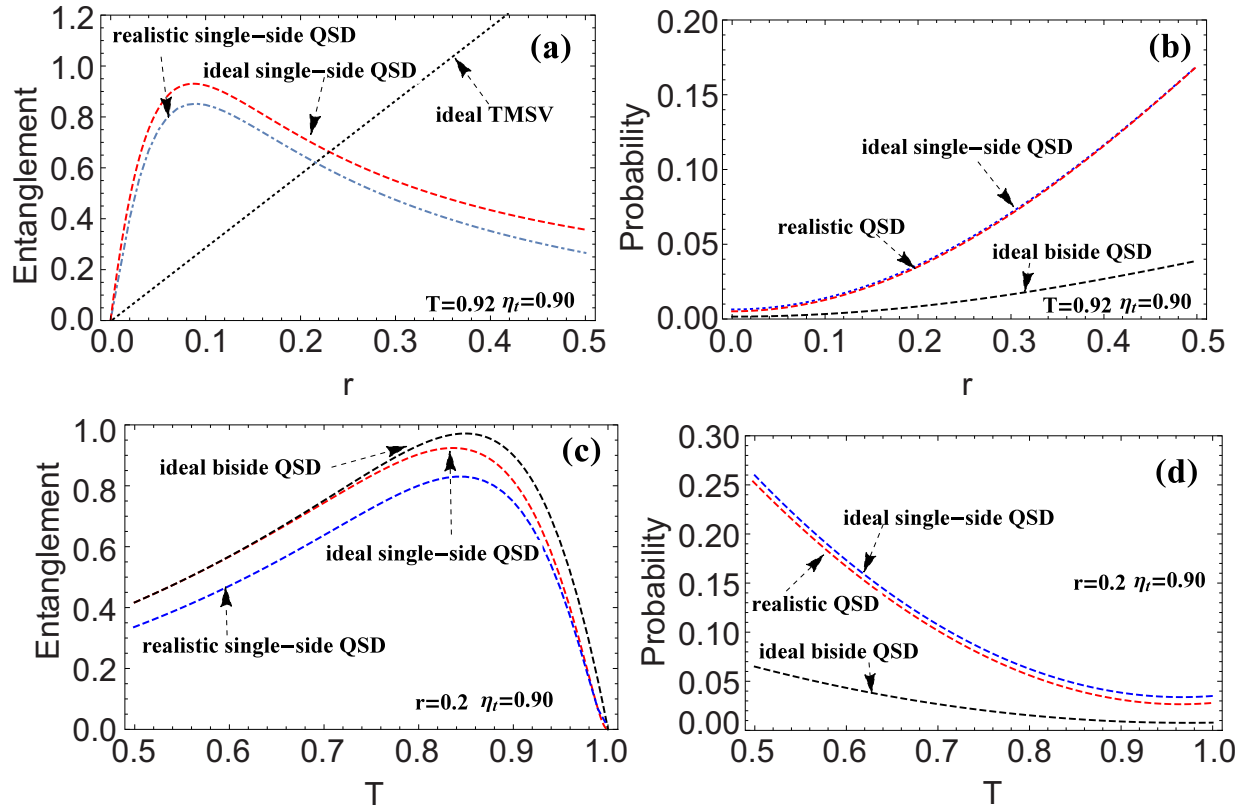 (a)
realistic single−side QSD
ideal single−side QSD
ideal TMSV
T=0.92 ηt=0.90
Entanglement
1.2
1.0
0.8
0.6
0.4
0.2
0.0
0.0 0.1 0.2 0.3 0.4 0.5
r
(b)
ideal single−side QSD
realistic QSD
ideal biside QSD
T=0.92 ηt=0.90
Probability
0.20
0.15
0.10
0.05
0.00
0.0 0.1 0.2 0.3 0.4 0.5
r
(c)
ideal biside QSD
ideal single−side QSD
realistic single−side QSD
r=0.2 ηt=0.90
Entanglement
1.0
0.8
0.6
0.4
0.2
0.0
0.5 0.6 0.7 0.8 0.9 1.0
T
(d)
ideal single−side QSD
realistic QSD
r=0.2 ηt=0.90
ideal biside QSD
Probability
0.30
0.25
0.20
0.15
0.10
0.05
0.00
0.5 0.6 0.7 0.8 0.9 1.0
T